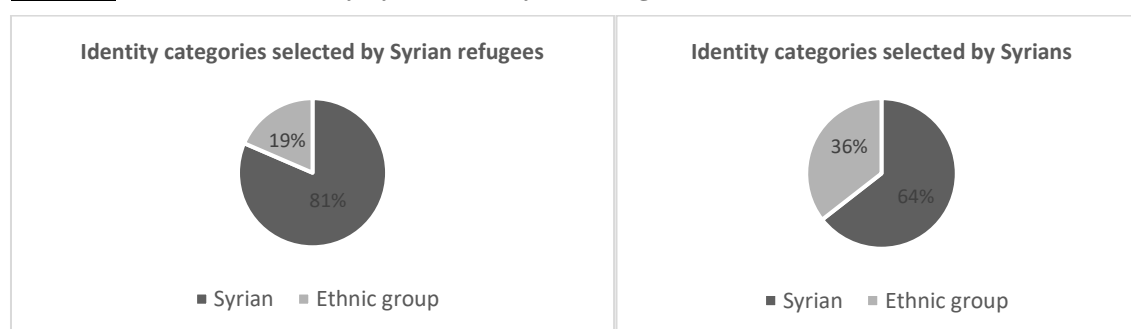 Identity categories selected by Syrian refugees
19%
81%
Syrian Ethnic group
Identity categories selected by Syrians
36%
64%
Syrian Ethnic group